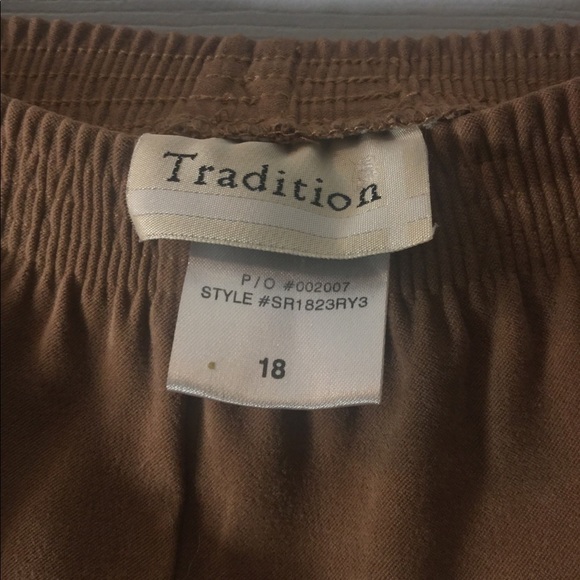 Tradition
P/O #002007
STYLE #SR1823RY3
18